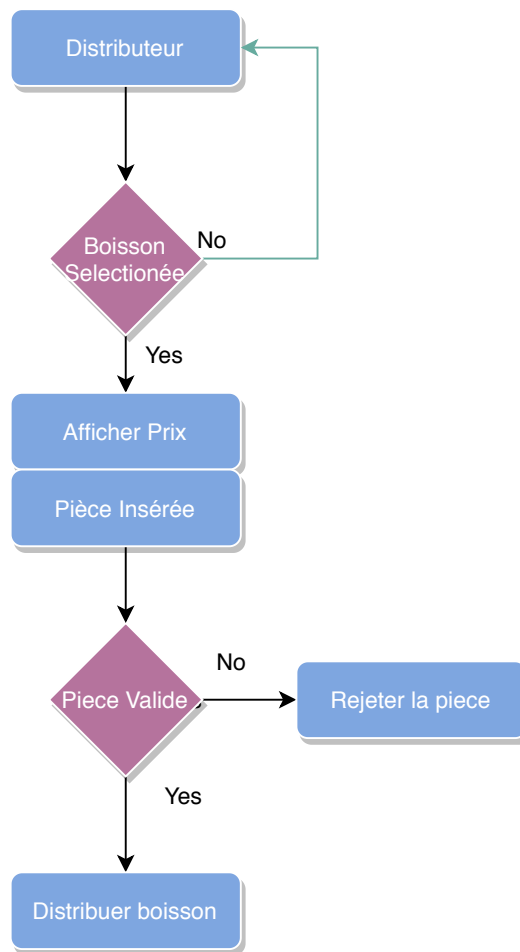 Distributeur
Boisson
Selectionée
No
Yes
Afficher Prix
Pièce Insérée
Piece Valide
No
Rejeter la piece
Yes
Distribuer boisson